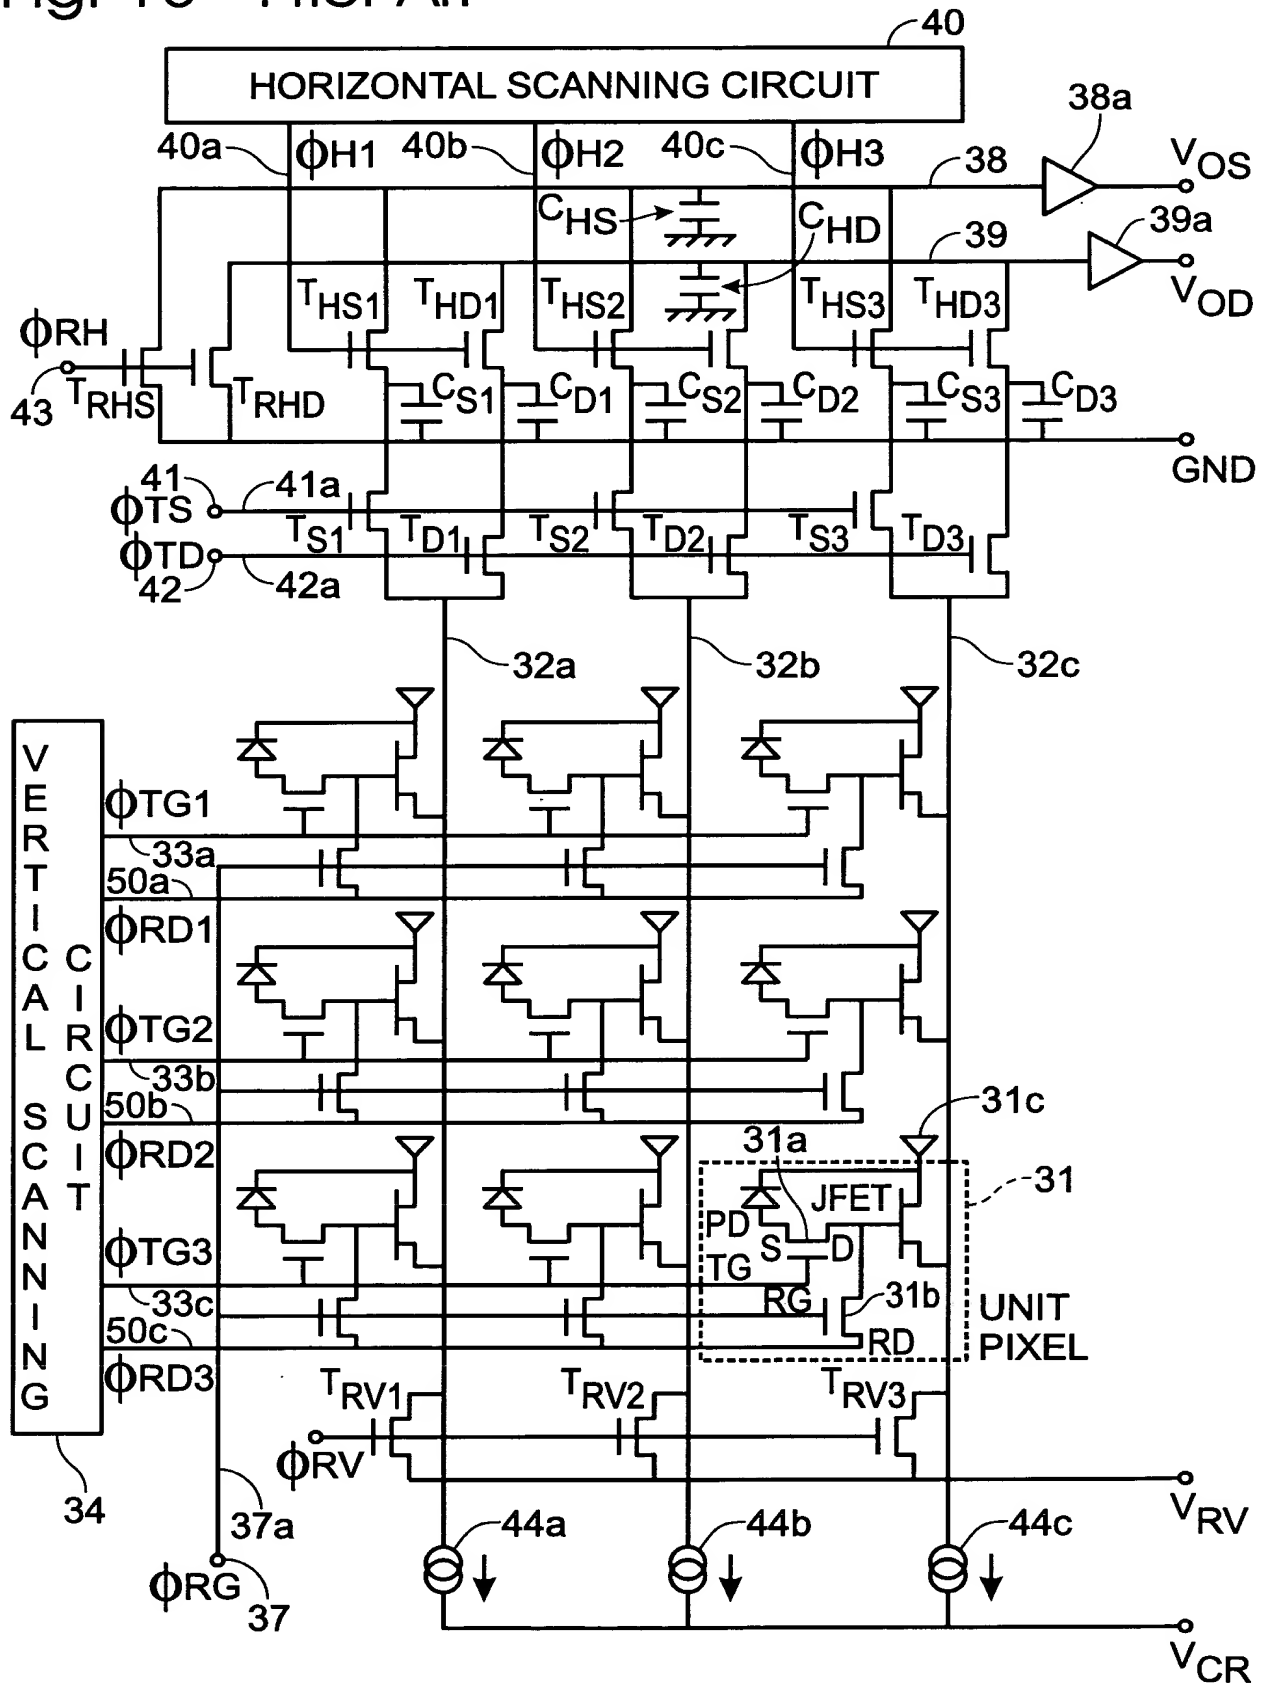 40
HORIZONTAL SCANNING CIRCUIT
38a
40a ϕH1 40b ϕH2 40c ϕH3 38 VOS
CHS CHD 39 39a
THS1 THD1 THS2 THS3 THD3 VOD
ϕRH
43 TRHS TRHD CS1 CD1 CS2 CD2 CS3 CD3
GND
41 41a
ϕTS TS1 TD1 TS2 TD2 TS3 TD3
ϕTD
42 42a
32a 32b 32c
VERTICAL SCANNING CIRCUIT
ϕTG1
33a
50a
ϕRD1
ϕTG2
33b
50b
31c
ϕRD2
31a
31
JFET
PD
S D
ϕTG3
TG
33c
RG 31b
UNIT
50c
RD
PIXEL
ϕRD3
TRV1 TRV2 TRV3
ϕRV
34
VRV
37a
44a 44b 44c
ϕRG
37
VCR